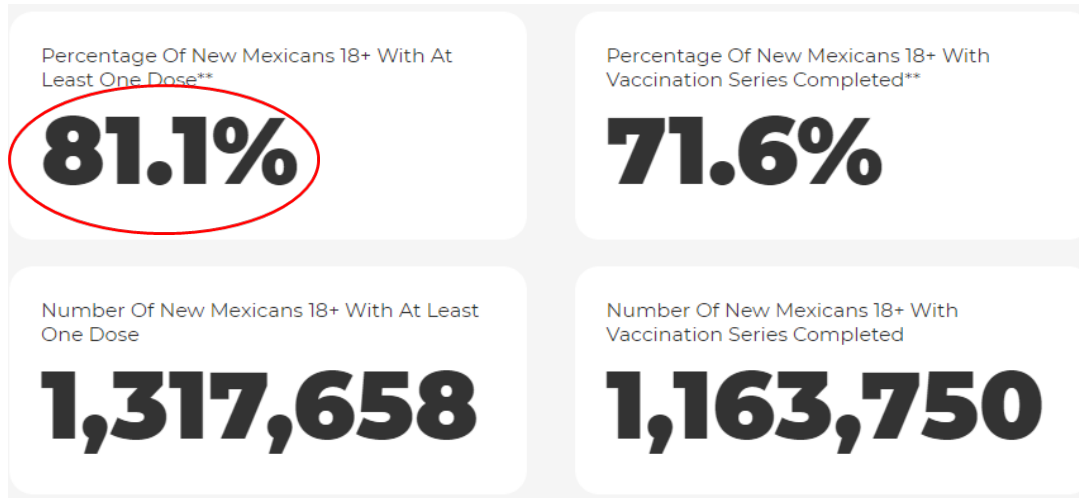 Percentage Of New Mexicans 18+ With At
Least One Dose**
81.1%
Percentage Of New Mexicans 18+ With
Vaccination Series Completed**
71.6%
Number Of New Mexicans 18+ With At Least
One Dose
1,317,658
Number Of New Mexicans 18+ With
Vaccination Series Completed
1,163,750